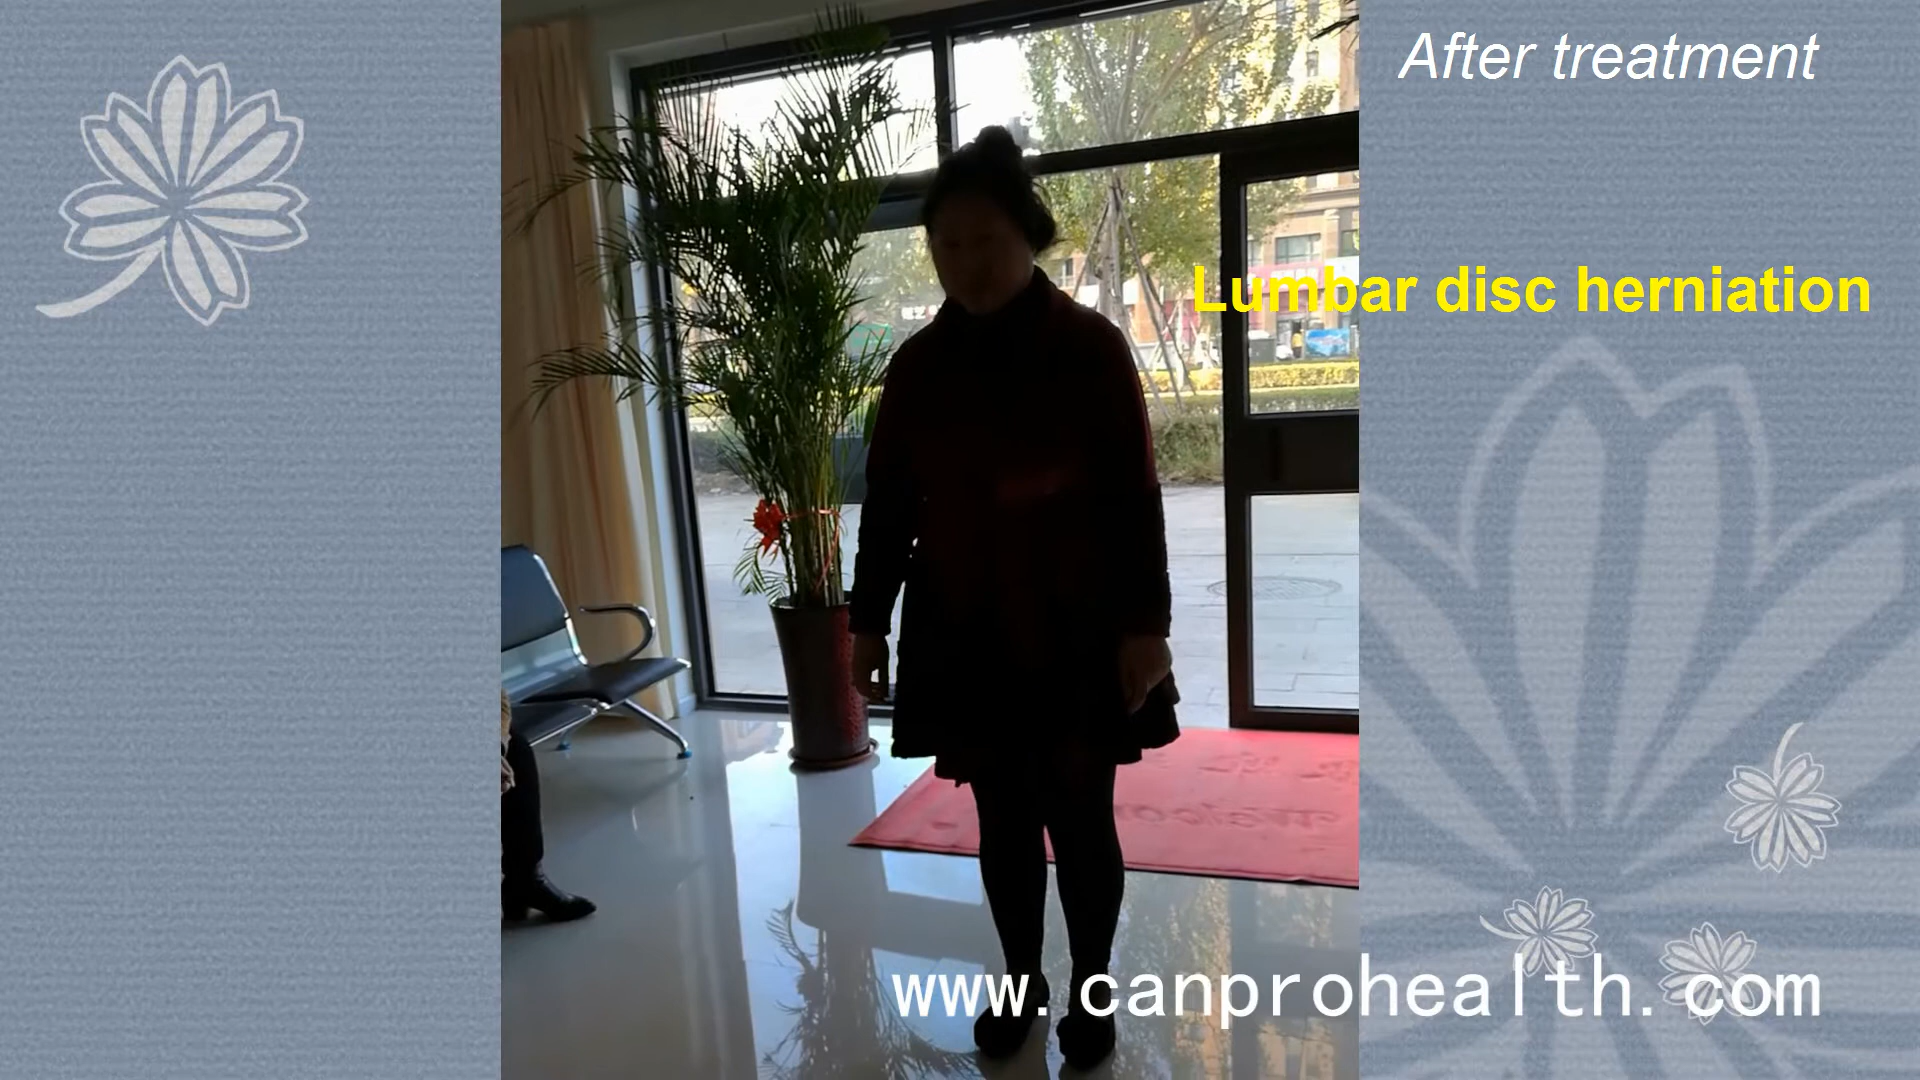 After treatment
Lumbar disc herniation
www.canprohealth.com